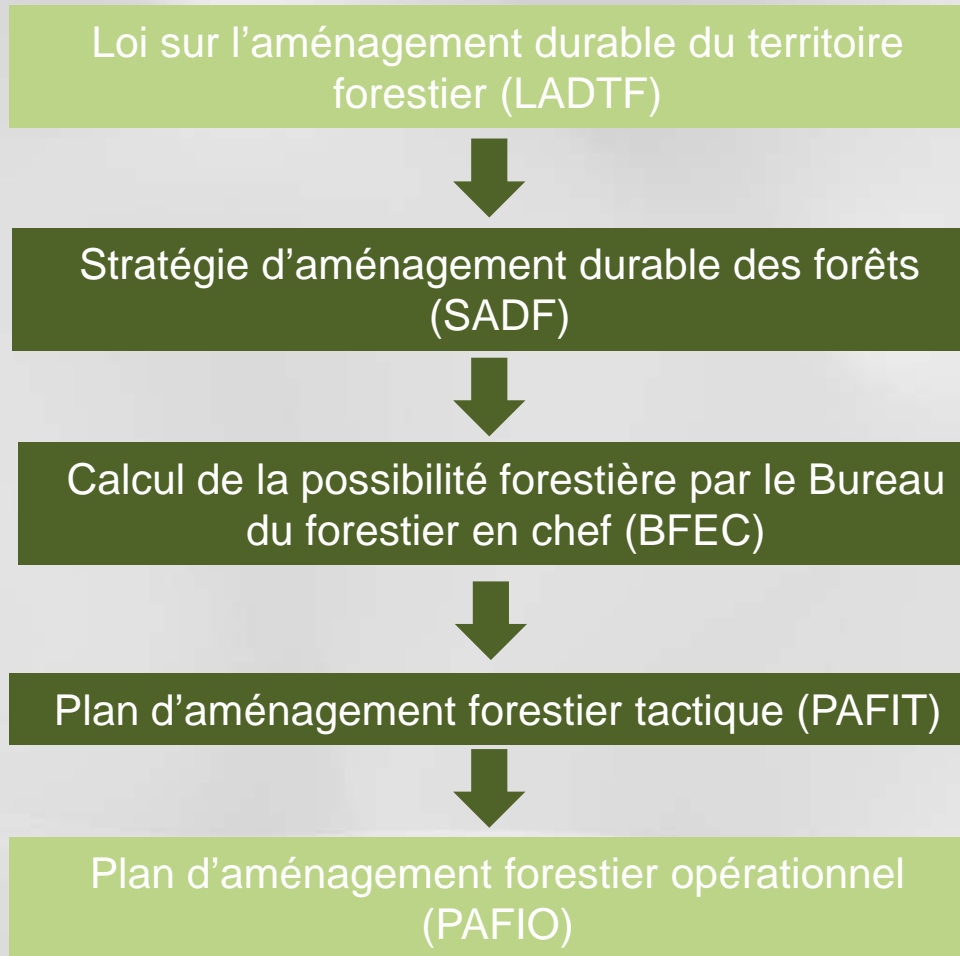 Loi sur l’aménagement durable du territoire
forestier (LADTF)
Stratégie d’aménagement durable des forêts
(SADF)
Calcul de la possibilité forestière par le Bureau
du forestier en chef (BFEC)
Plan d’aménagement forestier tactique (PAFIT)
Plan d’aménagement forestier opérationnel
(PAFIO)